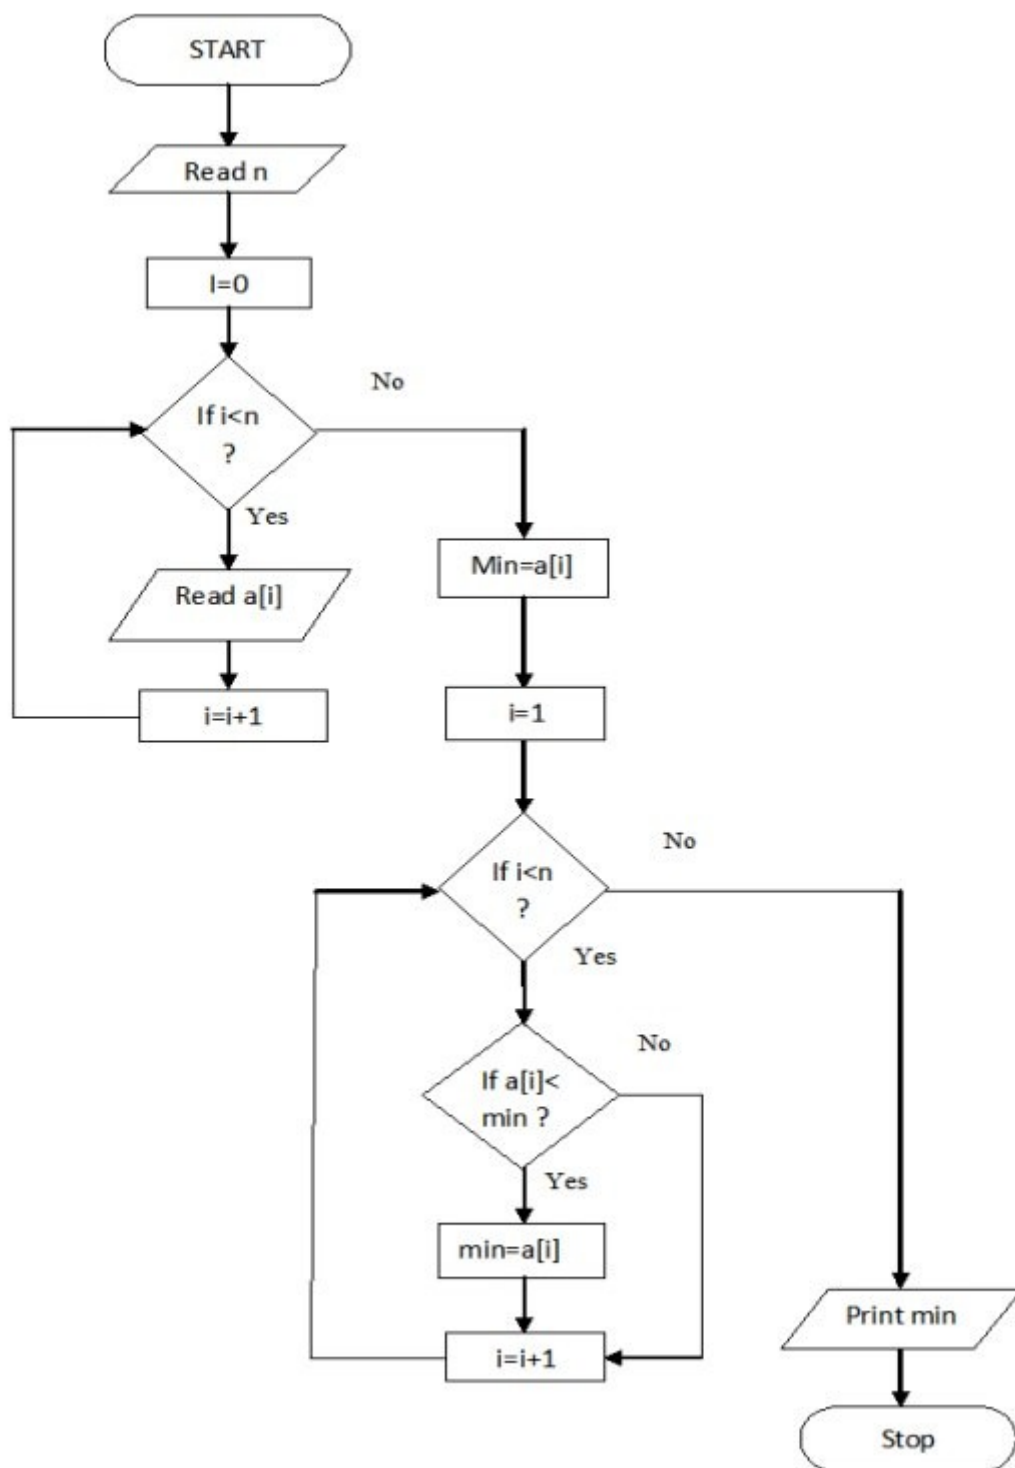 START
Read n
I=0
No
If i<n
?
Yes
Read a[i]
i=i+1
Min=a[i]
i=1
No
If i<n
?
Yes
No
If a[i]<
min ?
Yes
min=a[i]
i=i+1
Print min
Stop